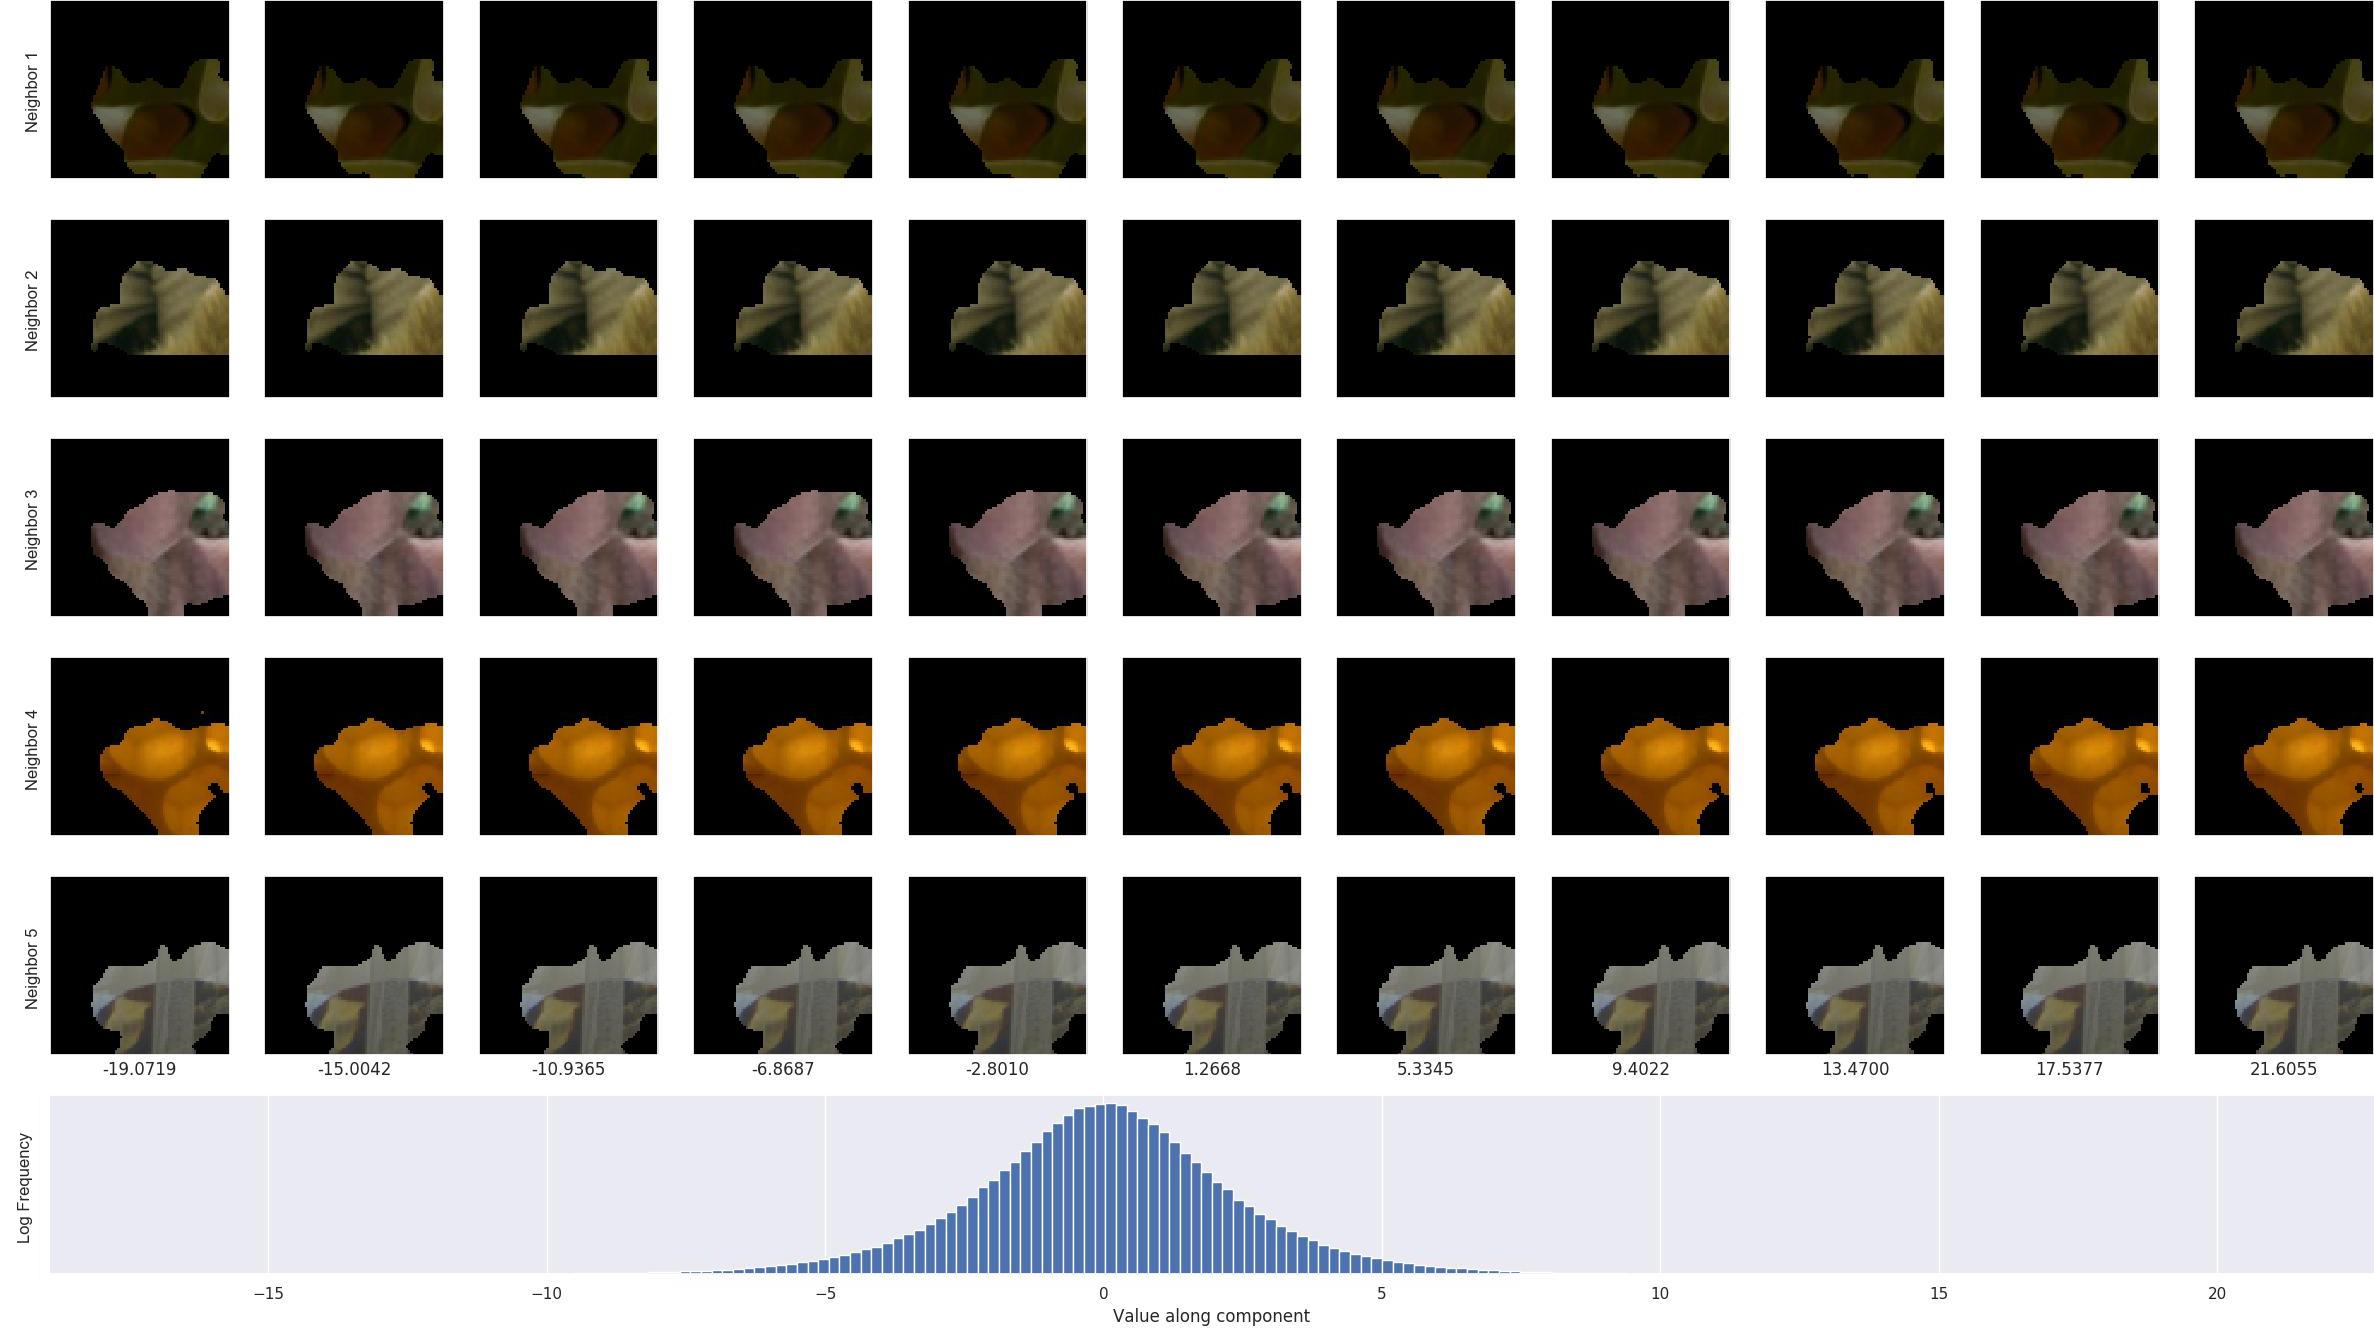 Neighbor 1
Neighbor 2
Neighbor 3
Neighbor 4
Neighbor 5
-19.0719 -15.0042 -10.9365 -6.8687 -2.8010 1.2668 5.3345 9.4022 13.4700 17.5377 21.6055
Log Frequency
−15 −10 −5 0 5 10 15 20
Value along component